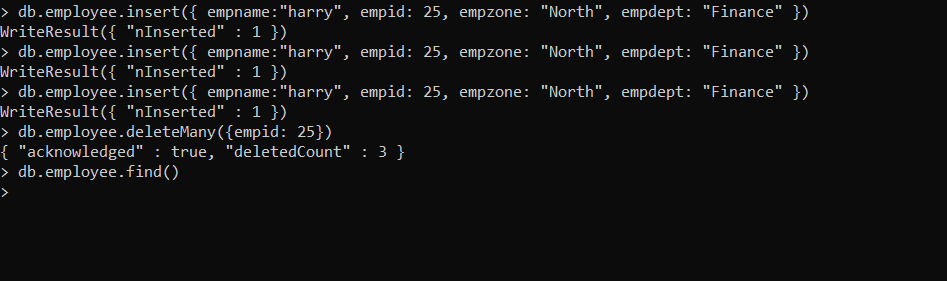 > db.employee.insert({ empname:"harry", empid: 25, empzone: "North", empdept: "Finance" })
WriteResult({ "nInserted" : 1 })
> db.employee.insert({ empname:"harry", empid: 25, empzone: "North", empdept: "Finance" })
WriteResult({ "nInserted" : 1 })
> db.employee.insert({ empname:"harry", empid: 25, empzone: "North", empdept: "Finance" })
WriteResult({ "nInserted" : 1 })
> db.employee.deleteMany({empid: 25})
{ "acknowledged" : true, "deletedCount" : 3 }
> db.employee.find()
>